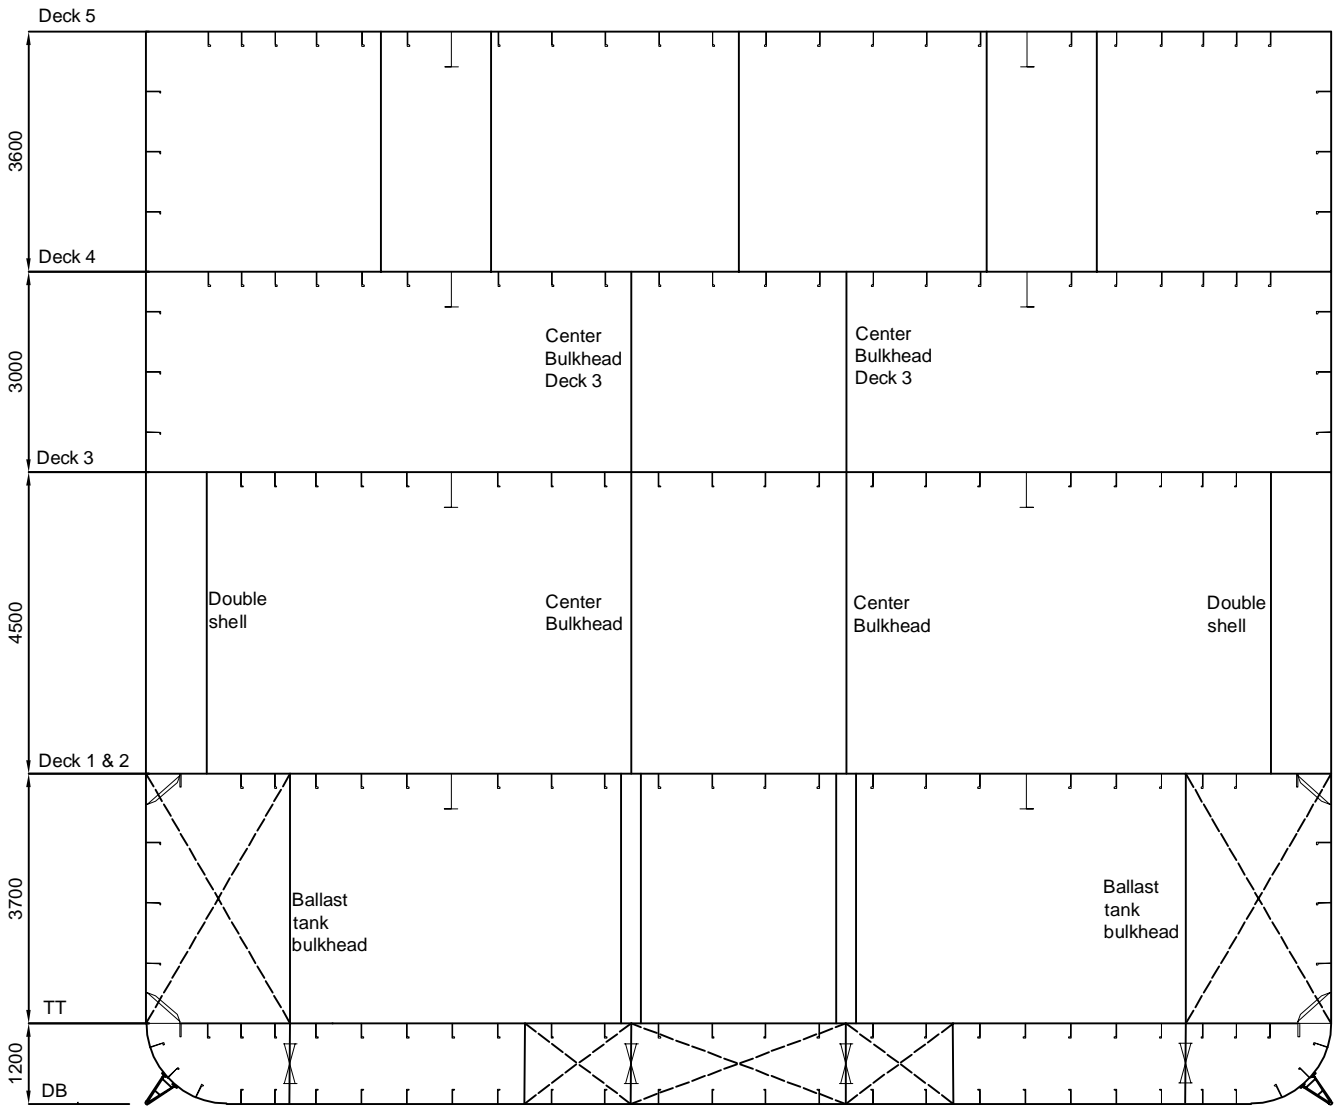 Deck 5
3600
Deck 4
Center
Bulkhead
Deck 3
Center
Bulkhead
Deck 3
3000
Deck 3
Double
shell
Center
Bulkhead
Center
Bulkhead
Double
shell
4500
Deck 1 & 2
Ballast
tank
bulkhead
Ballast
tank
bulkhead
3700
TT
1200
DB